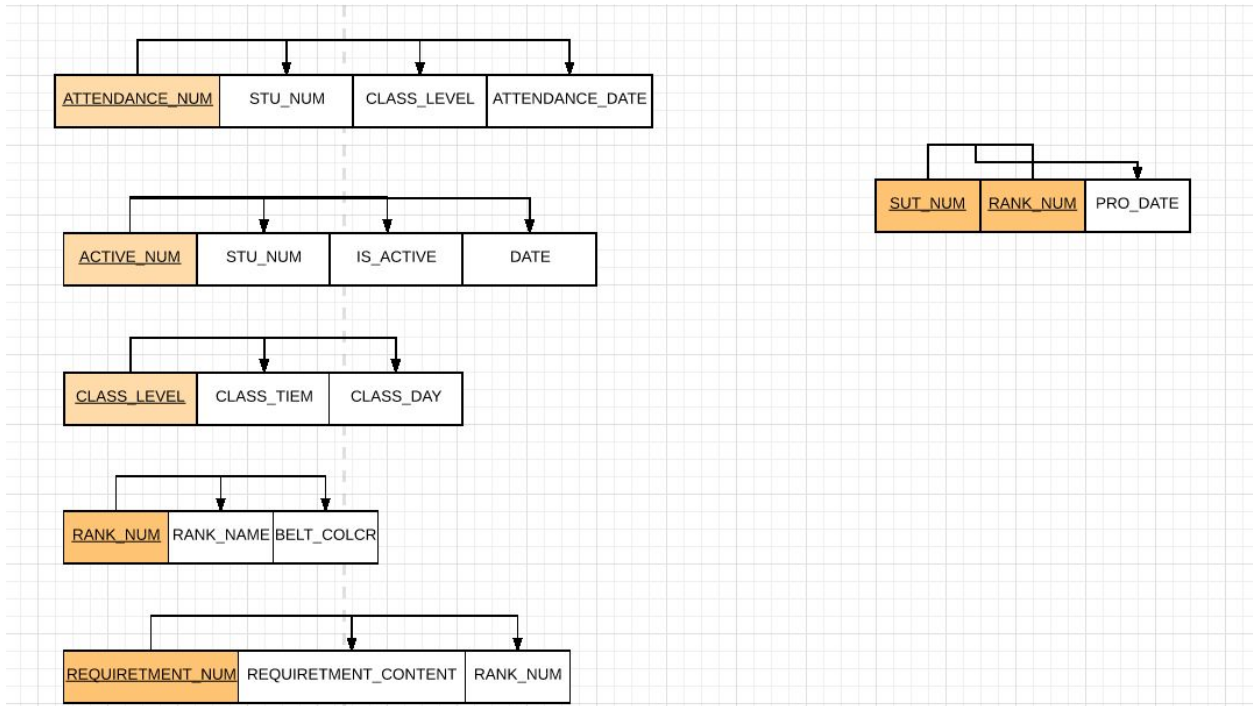 ATTENDANCE_NUM STU_NUM CLASS_LEVEL ATTENDANCE_DATE
SUT_NUM RANK_NUM PRO_DATE
ACTIVE_NUM STU_NUM IS_ACTIVE DATE
CLASS_LEVEL CLASS_TIEM CLASS_DAY
RANK_NUM RANK_NAME BELT_COLCR
REQUIRETMENT_NUM REQUIRETMENT_CONTENT RANK_NUM